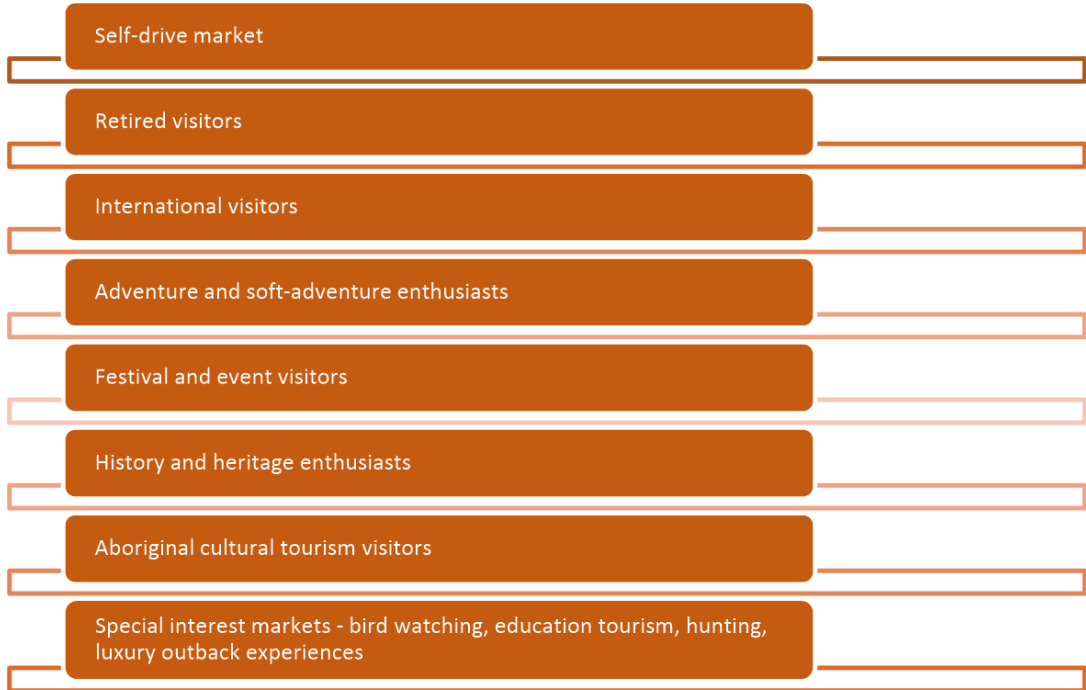 Self-drive market
Retired visitors
International visitors
Adventure and soft-adventure enthusiasts
Festival and event visitors
History and heritage enthusiasts
Aboriginal cultural tourism visitors
Special interest markets - bird watching, education tourism, hunting,
luxury outback experiences